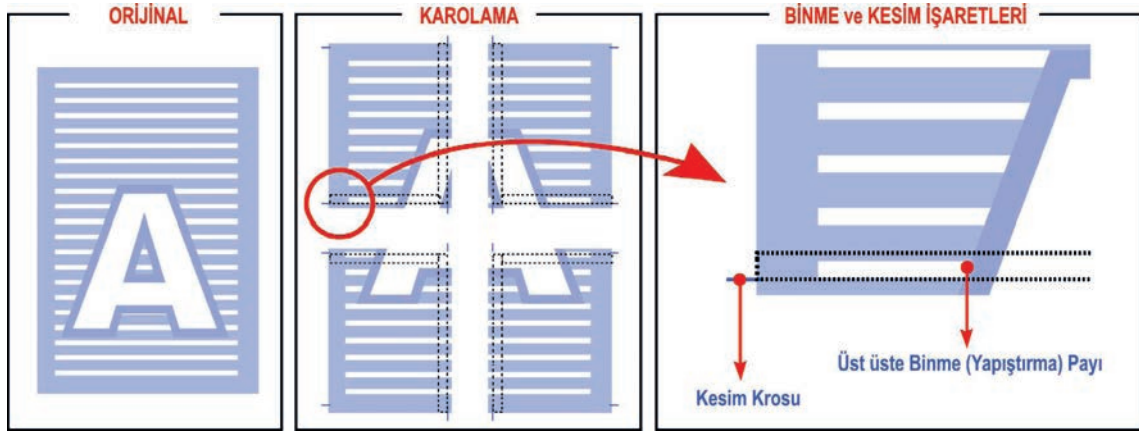 ORİJİNAL
KAROLAMA
BİNME ve KESİM İŞARETLERİ
A
Üst üste Binme (Yapıştırma) Payı
Kesim Krosu